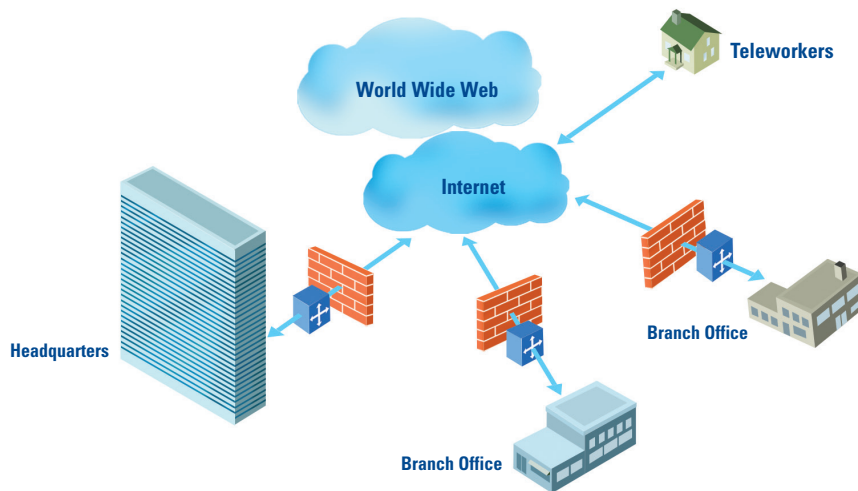 World Wide Web
Teleworkers
Internet
Headquarters
Branch Office
Branch Office